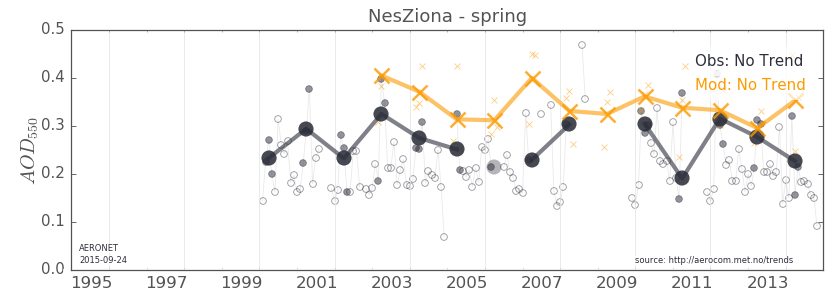 NesZiona - spring
0.5
0.4
0.3
0.2
0.1
0.0
AOD550
Obs: No Trend
Mod: No Trend
AERONET
2015-09-24
source: http://aerocom.met.no/trends
1995 1997 1999 2001 2003 2005 2007 2009 2011 2013